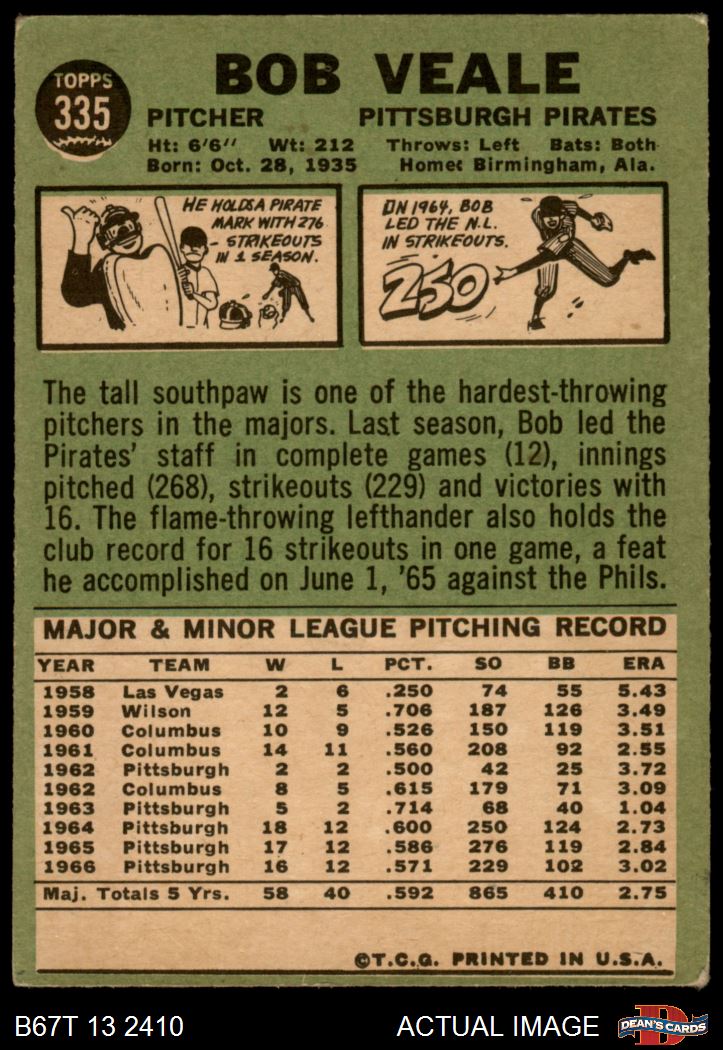 BOB VEALE
TOPPS
335
PITCHER PITTSBURGH PIRATES
Ht: 6'6" Wt: 212 Throws: Left Bats: Both
Born: Oct. 28, 1935 Home: Birmingham, Ala.
HE HOLDS A PIRATE
MARK WITH 276
- STRIKEOUTS
IN 1 SEASON.
IN 1964, BOB
LED THE N.L.
IN STRIKEOUTS.
250
The tall southpaw is one of the hardest-throwing
pitchers in the majors. Last season, Bob led the
Pirates' staff in complete games (12), innings
pitched (268), strikeouts (229) and victories with
16. The flame-throwing lefthander also holds the
club record for 16 strikeouts in one game, a feat
he accomplished on June 1, '65 against the Phils.
MAJOR & MINOR LEAGUE PITCHING RECORD
YEAR TEAM W L PCT. SO BB ERA
1958 Las Vegas 2 6 .250 74 55 5.43
1959 Wilson 12 5 .706 187 126 3.49
1960 Columbus 10 9 .526 150 119 3.51
1961 Columbus 14 11 .560 208 92 2.55
1962 Pittsburgh 2 2 .500 42 25 3.72
1962 Columbus 8 5 .615 179 71 3.09
1963 Pittsburgh 5 2 .714 68 40 1.04
1964 Pittsburgh 18 12 .600 250 124 2.73
1965 Pittsburgh 17 12 .586 276 119 2.84
1966 Pittsburgh 16 12 .571 229 102 3.02
Maj. Totals 5 Yrs. 58 40 .592 865 410 2.75
©T.C.G. PRINTED IN U.S.A.
B67T 13 2410 ACTUAL IMAGE
D
DEAN'S CARDS